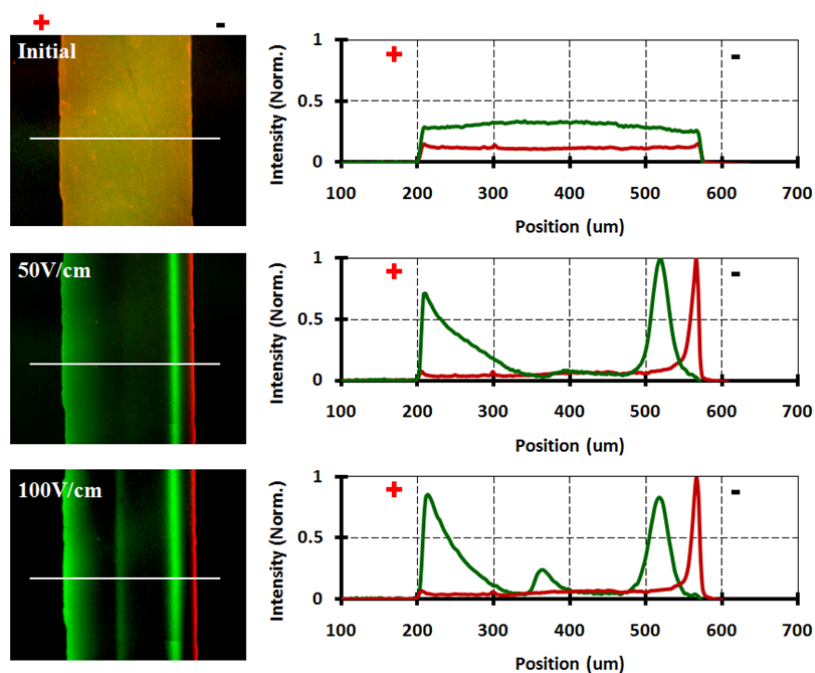 + -
Initial
1
0.5
0
+ -
100 200 300 400 500 600 700
Position (um)
Intensity (Norm.)
50V/cm
1
0.5
0
+ -
100 200 300 400 500 600 700
Position (um)
Intensity (Norm.)
100V/cm
1
0.5
0
+ -
100 200 300 400 500 600 700
Position (um)
Intensity (Norm.)